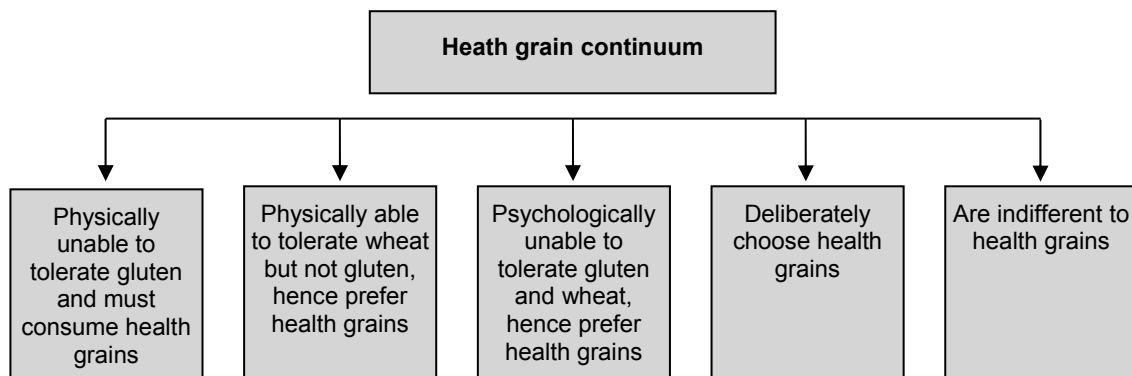 Heath grain continuum
Physically
unable to
tolerate gluten
and must
consume health
grains
Physically able
to tolerate wheat
but not gluten,
hence prefer
health grains
Psychologically
unable to
tolerate gluten
and wheat,
hence prefer
health grains
Deliberately
choose health
grains
Are indifferent to
health grains